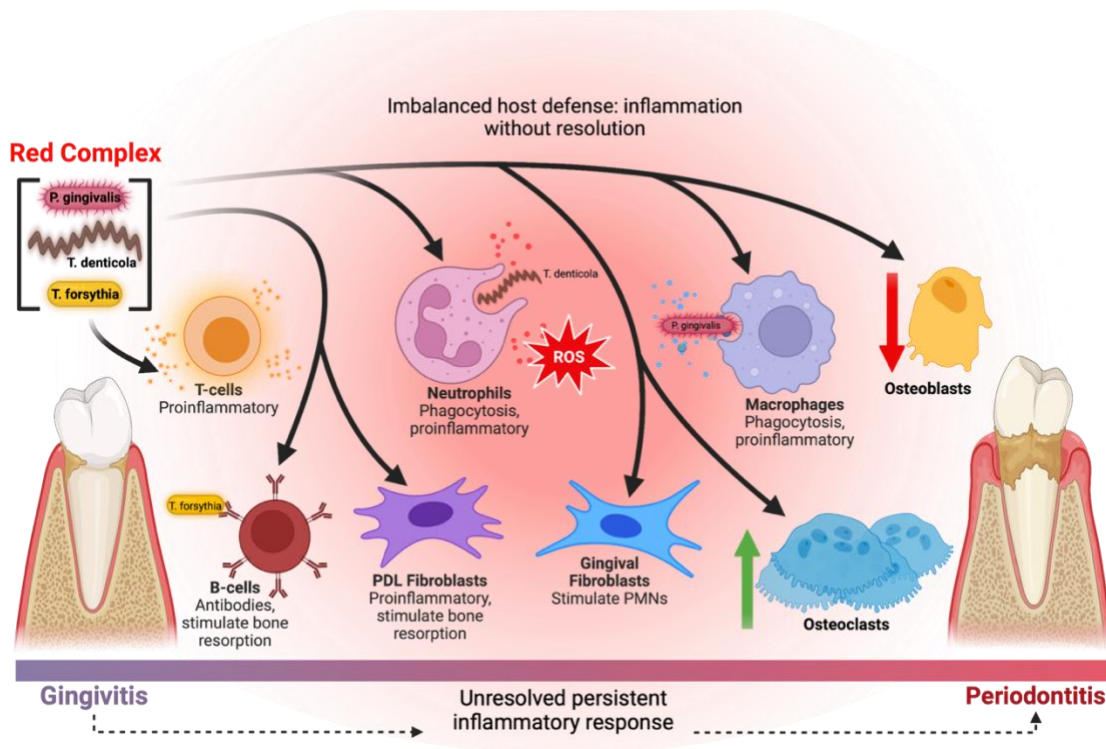 Imbalanced host defense: inflammation
without resolution
Red Complex
P. gingivalis
T. denticola
T. forsythia
T-cells
Proinflammatory
T. denticola
Neutrophils
Phagocytosis,
proinflammatory
ROS
P. gingivalis
Macrophages
Phagocytosis,
proinflammatory
Osteoblasts
T. forsythia
B-cells
Antibodies,
stimulate bone
resorption
PDL Fibroblasts
Proinflammatory,
stimulate bone
resorption
Gingival
Fibroblasts
Stimulate PMNs
Osteoclasts
Gingivitis
Unresolved persistent
inflammatory response
Periodontitis